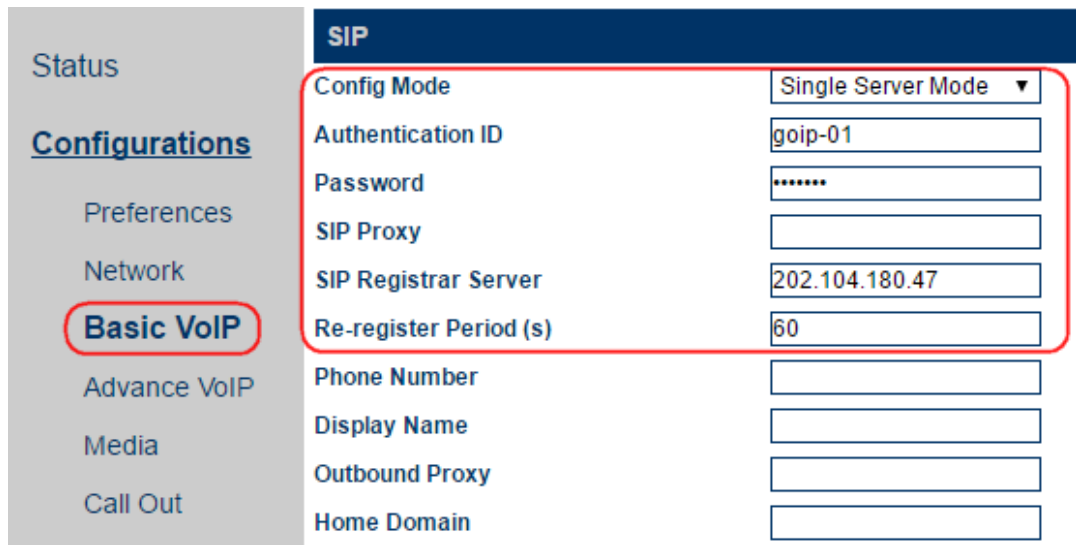 Status
Configurations
Preferences
Network
Basic VoIP
Advance VoIP
Media
Call Out
SIP
Config Mode Single Server Mode ▼
Authentication ID goip-01
Password •••••••
SIP Proxy
SIP Registrar Server 202.104.180.47
Re-register Period (s) 60
Phone Number
Display Name
Outbound Proxy
Home Domain